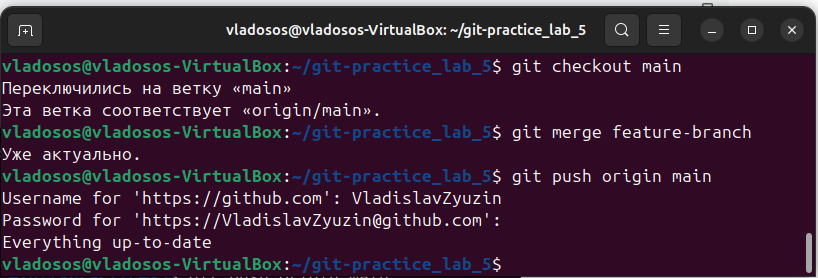 vladosos@vladosos-VirtualBox: ~/git-practice_lab_5
vladosos@vladosos-VirtualBox:~/git-practice_lab_5$ git checkout main
Переключились на ветку «main»
Эта ветка соответствует «origin/main».
vladosos@vladosos-VirtualBox:~/git-practice_lab_5$ git merge feature-branch
Уже актуально.
vladosos@vladosos-VirtualBox:~/git-practice_lab_5$ git push origin main
Username for 'https://github.com': VladislavZyuzin
Password for 'https://VladislavZyuzin@github.com':
Everything up-to-date
vladosos@vladosos-VirtualBox:~/git-practice_lab_5$